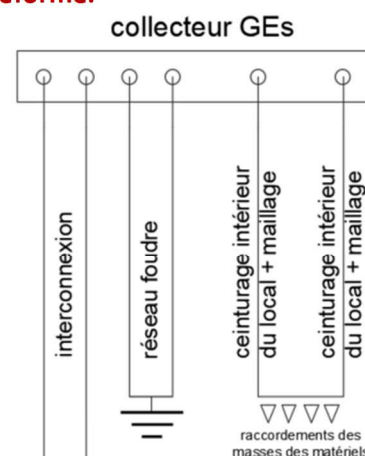 collecteur GEs
interconnexion
réseau foudre
ceinturage intérieur
du local + maillage
ceinturage intérieur
du local + maillage
raccordements des
masses des matériels